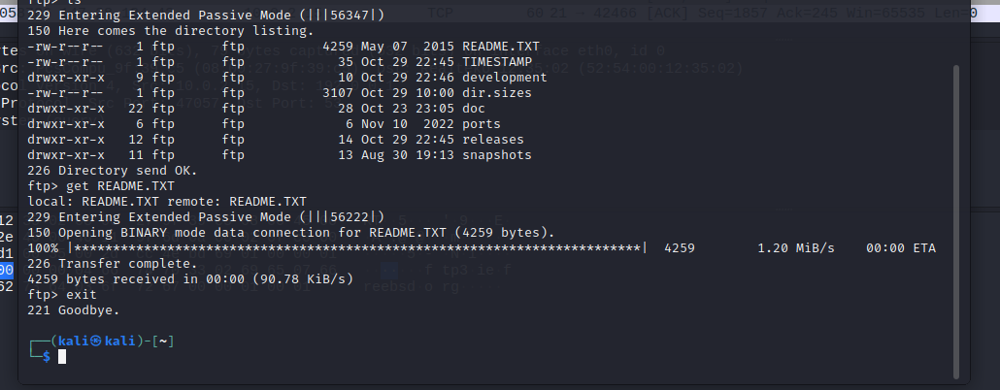 ftp> ls
229 Entering Extended Passive Mode (|||56347|)
150 Here comes the directory listing.
-rw-r--r-- 1 ftp ftp 4259 May 07 2015 README.TXT
-rw-r--r-- 1 ftp ftp 35 Oct 29 22:45 TIMESTAMP
drwxr-xr-x 9 ftp ftp 10 Oct 29 22:46 development
-rw-r--r-- 1 ftp ftp 3107 Oct 29 10:00 dir.sizes
drwxr-xr-x 22 ftp ftp 28 Oct 23 23:05 doc
drwxr-xr-x 6 ftp ftp 6 Nov 10 2022 ports
drwxr-xr-x 12 ftp ftp 14 Oct 29 22:45 releases
drwxr-xr-x 11 ftp ftp 13 Aug 30 19:13 snapshots
226 Directory send OK.
ftp> get README.TXT
local: README.TXT remote: README.TXT
229 Entering Extended Passive Mode (|||56222|)
150 Opening BINARY mode data connection for README.TXT (4259 bytes).
100% |*************************************************************************| 4259 1.20 MiB/s 00:00 ETA
226 Transfer complete.
4259 bytes received in 00:00 (90.78 KiB/s)
ftp> exit
221 Goodbye.
┌──(kali㉿kali)-[~]
└─$